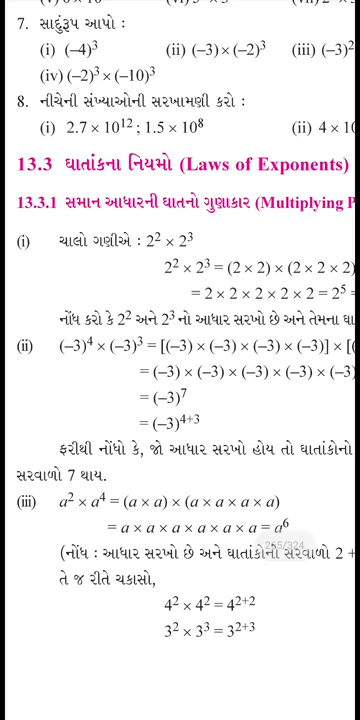 7. સાદુંરૂપ આપો :
(i) (–4)³ (ii) (–3) × (–2)³ (iii) (–3)²
(iv) (–2)³ × (–10)³
8. નીચેની સંખ્યાઓની સરખામણી કરો :
(i) 2.7 × 10¹² ; 1.5 × 10⁸ (ii) 4 × 10
13.3 ઘાતાંકના નિયમો (Laws of Exponents)
13.3.1 સમાન આધારની ઘાતનો ગુણાકાર (Multiplying P
(i) ચાલો ગણીએ : 2² × 2³
2² × 2³ = (2 × 2) × (2 × 2 × 2)
= 2 × 2 × 2 × 2 × 2 = 2⁵ =
નોંધ કરો કે 2² અને 2³ નો આધાર સરખો છે અને તેમના ઘા
(ii) (–3)⁴ × (–3)³ = [(–3) × (–3) × (–3) × (–3)] × [(
= (–3) × (–3) × (–3) × (–3) × (–3)
= (–3)⁷
= (–3)⁴⁺³
ફરીથી નોંધો કે, જો આધાર સરખો હોય તો ઘાતાંકોનો
સરવાળો 7 થાય.
(iii) a² × a⁴ = (a × a) × (a × a × a × a)
= a × a × a × a × a × a = a⁶
(નોંધ : આધાર સરખો છે અને ઘાતાંકોનો સરવાળો 2 +
265/324
તે જ રીતે ચકાસો,
4² × 4² = 4²⁺²
3² × 3³ = 3²⁺³